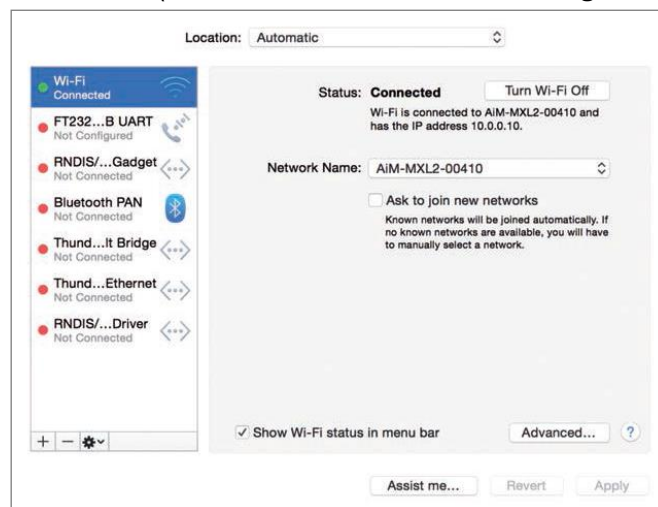 Location: Automatic
Wi-Fi
Connected
FT232...B UART
Not Configured
RNDIS/...Gadget
Not Connected
Bluetooth PAN
Not Connected
Thund...lt Bridge
Not Connected
Thund...Ethernet
Not Connected
RNDIS/...Driver
Not Connected
Status: Connected
Turn Wi-Fi Off
Wi-Fi is connected to AiM-MXL2-00410 and
has the IP address 10.0.0.10.
Network Name: AiM-MXL2-00410
Ask to join new networks
Known networks will be joined automatically. If
no known networks are available, you will have
to manually select a network.
Show Wi-Fi status in menu bar
Advanced...
?
Assist me...
Revert
Apply